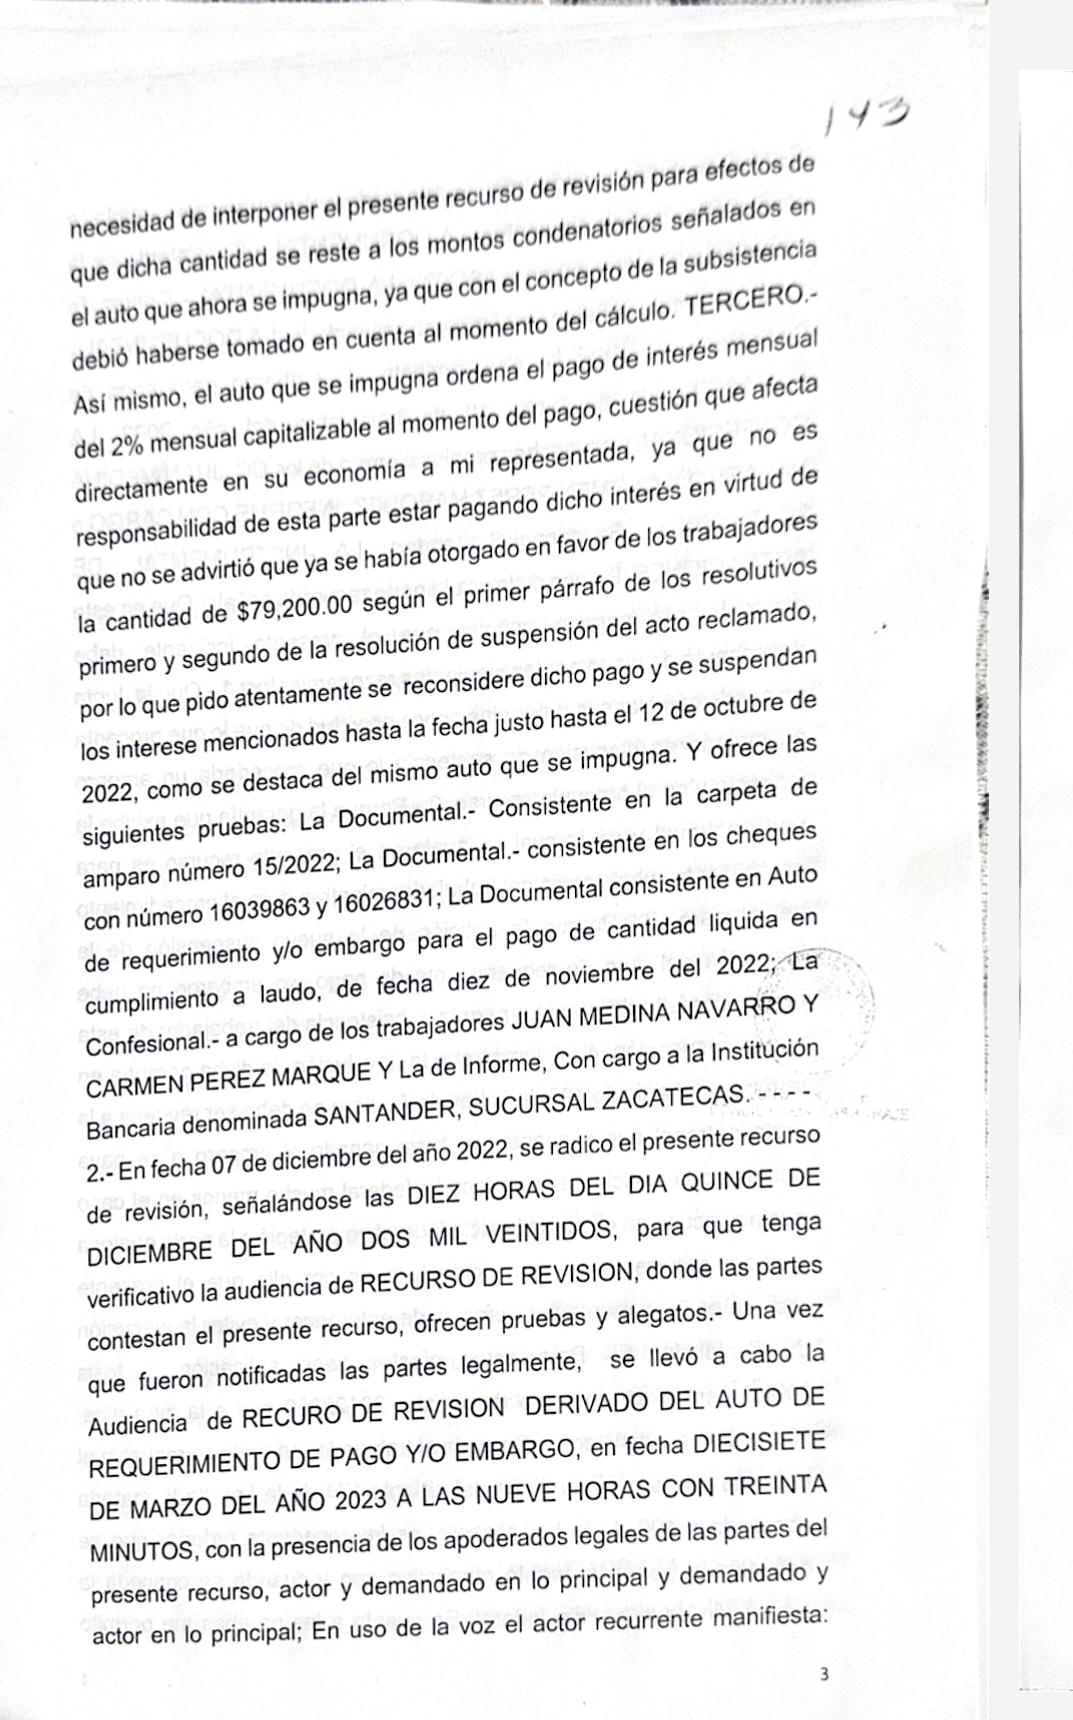 143
necesidad de interponer el presente recurso de revisión para efectos de
que dicha cantidad se reste a los montos condenatorios señalados en
el auto que ahora se impugna, ya que con el concepto de la subsistencia
debió haberse tomado en cuenta al momento del cálculo. TERCERO.-
Así mismo, el auto que se impugna ordena el pago de interés mensual
del 2% mensual capitalizable al momento del pago, cuestión que afecta
directamente en su economía a mi representada, ya que no es
responsabilidad de esta parte estar pagando dicho interés en virtud de
que no se advirtió que ya se había otorgado en favor de los trabajadores
la cantidad de $79,200.00 según el primer párrafo de los resolutivos
primero y segundo de la resolución de suspensión del acto reclamado,
por lo que pido atentamente se reconsidere dicho pago y se suspendan
los interese mencionados hasta la fecha justo hasta el 12 de octubre de
2022, como se destaca del mismo auto que se impugna. Y ofrece las
siguientes pruebas: La Documental.- Consistente en la carpeta de
amparo número 15/2022; La Documental.- consistente en los cheques
con número 16039863 y 16026831; La Documental consistente en Auto
de requerimiento y/o embargo para el pago de cantidad liquida en
cumplimiento a laudo, de fecha diez de noviembre del 2022; La
Confesional.- a cargo de los trabajadores JUAN MEDINA NAVARRO Y
CARMEN PEREZ MARQUE Y La de Informe, Con cargo a la Institución
Bancaria denominada SANTANDER, SUCURSAL ZACATECAS. - - - -
2.- En fecha 07 de diciembre del año 2022, se radico el presente recurso
de revisión, señalándose las DIEZ HORAS DEL DIA QUINCE DE
DICIEMBRE DEL AÑO DOS MIL VEINTIDOS, para que tenga
verificativo la audiencia de RECURSO DE REVISION, donde las partes
contestan el presente recurso, ofrecen pruebas y alegatos.- Una vez
que fueron notificadas las partes legalmente, se llevó a cabo la
Audiencia de RECURO DE REVISION DERIVADO DEL AUTO DE
REQUERIMIENTO DE PAGO Y/O EMBARGO, en fecha DIECISIETE
DE MARZO DEL AÑO 2023 A LAS NUEVE HORAS CON TREINTA
MINUTOS, con la presencia de los apoderados legales de las partes del
presente recurso, actor y demandado en lo principal y demandado y
actor en lo principal; En uso de la voz el actor recurrente manifiesta:
3